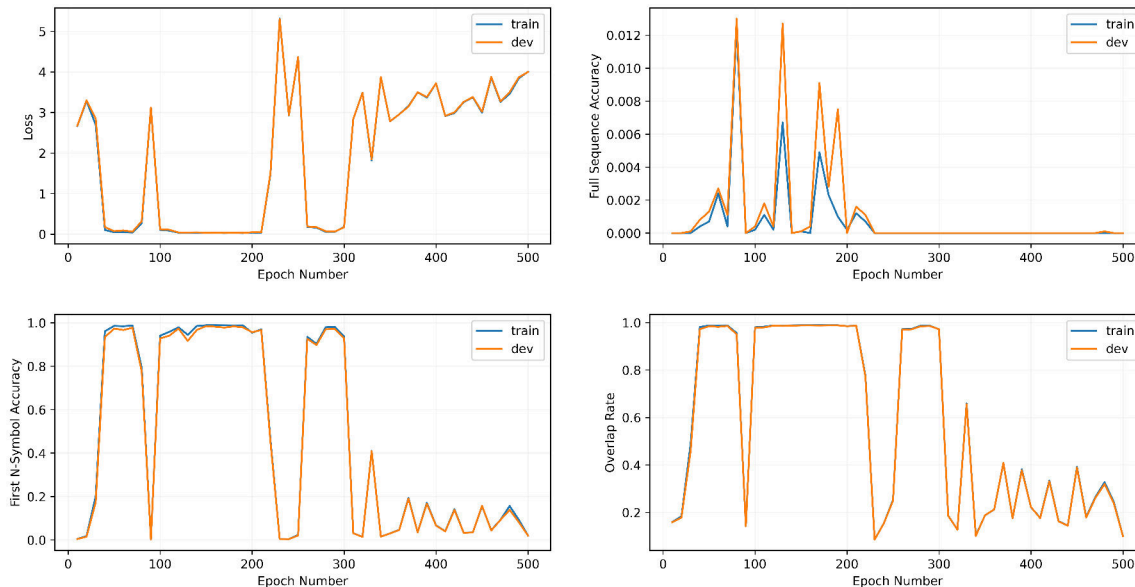 Loss
5
4
3
2
1
0
0 100 200 300 400 500
Epoch Number
train
dev
Full Sequence Accuracy
0.012
0.010
0.008
0.006
0.004
0.002
0.000
0 100 200 300 400 500
Epoch Number
train
dev
First N-Symbol Accuracy
1.0
0.8
0.6
0.4
0.2
0.0
0 100 200 300 400 500
Epoch Number
train
dev
Overlap Rate
1.0
0.8
0.6
0.4
0.2
0 100 200 300 400 500
Epoch Number
train
dev